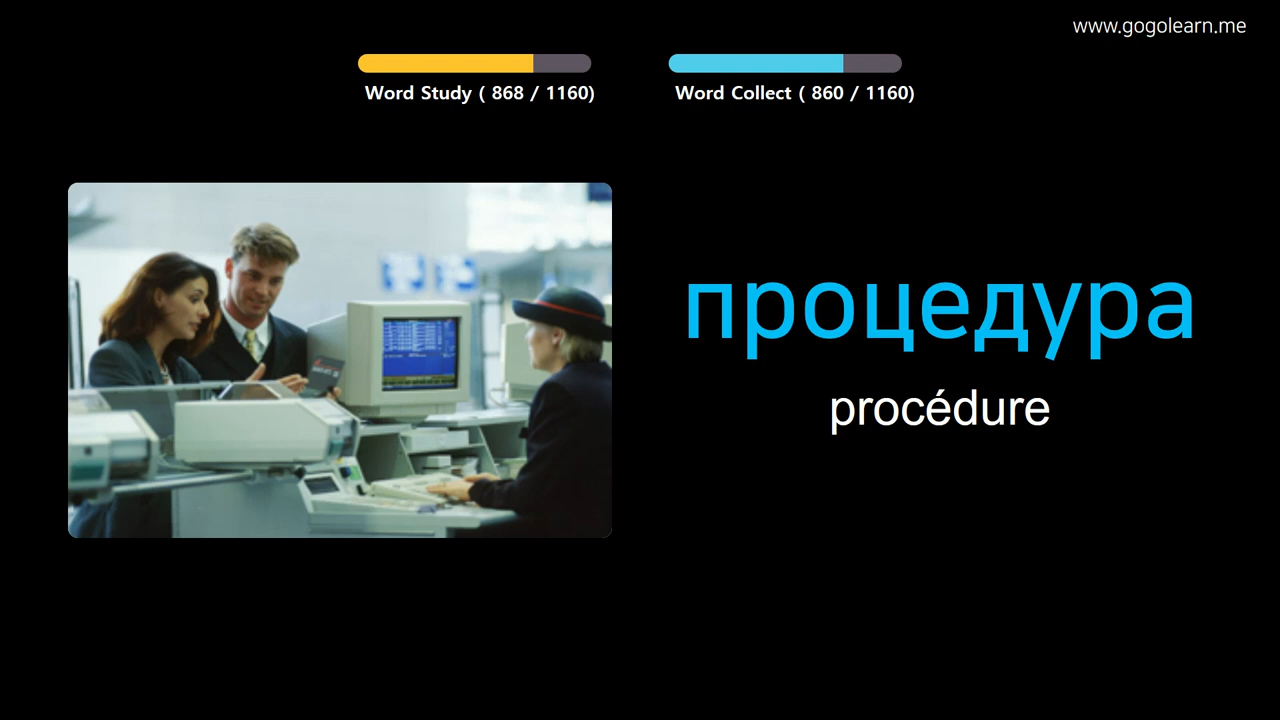 www.gogolearn.me
Word Study ( 868 / 1160)
Word Collect ( 860 / 1160)
процедура
procédure